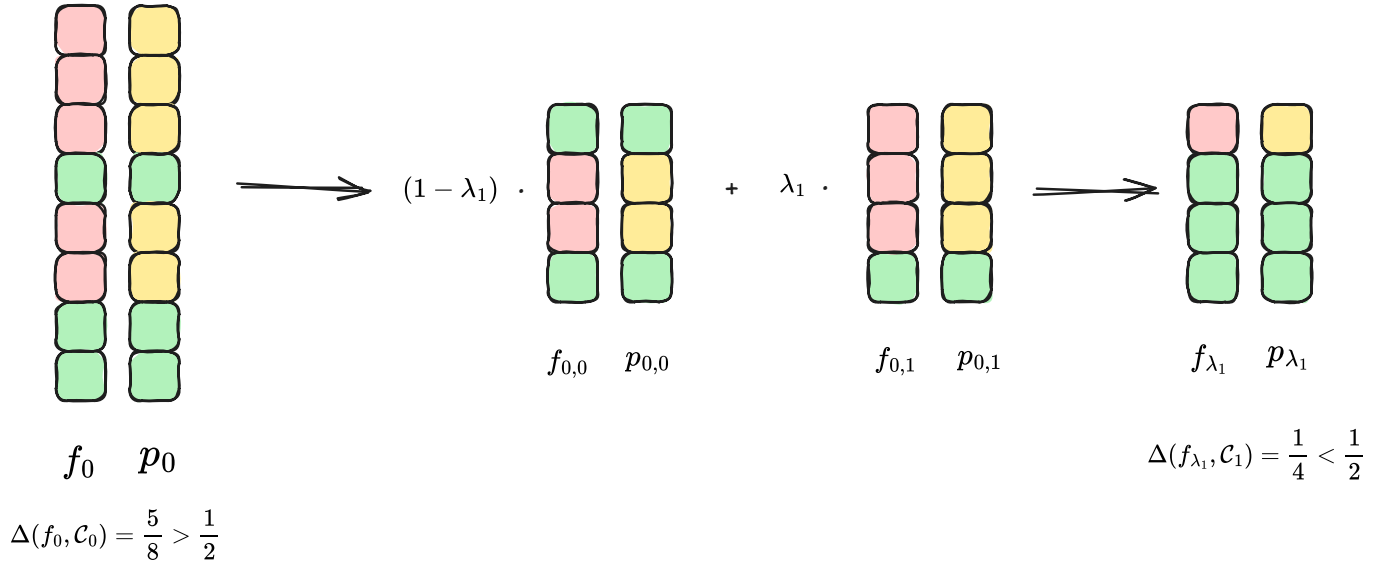 (1 − λ₁) ·
+
λ₁ ·
f₀,₀ p₀,₀
f₀,₁ p₀,₁
f_λ₁ p_λ₁
f₀ p₀
Δ(f_λ₁, 𝒞₁) = 1/4 < 1/2
Δ(f₀, 𝒞₀) = 5/8 > 1/2